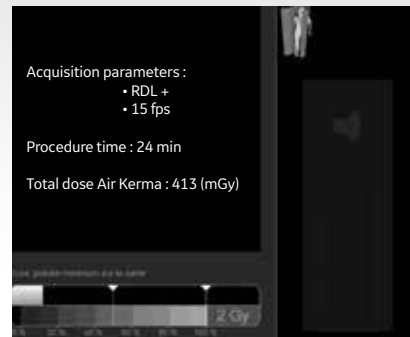 Acquisition parameters :
• RDL +
• 15 fps
Procedure time : 24 min
Total dose Air Kerma : 413 (mGy)
2 Gy